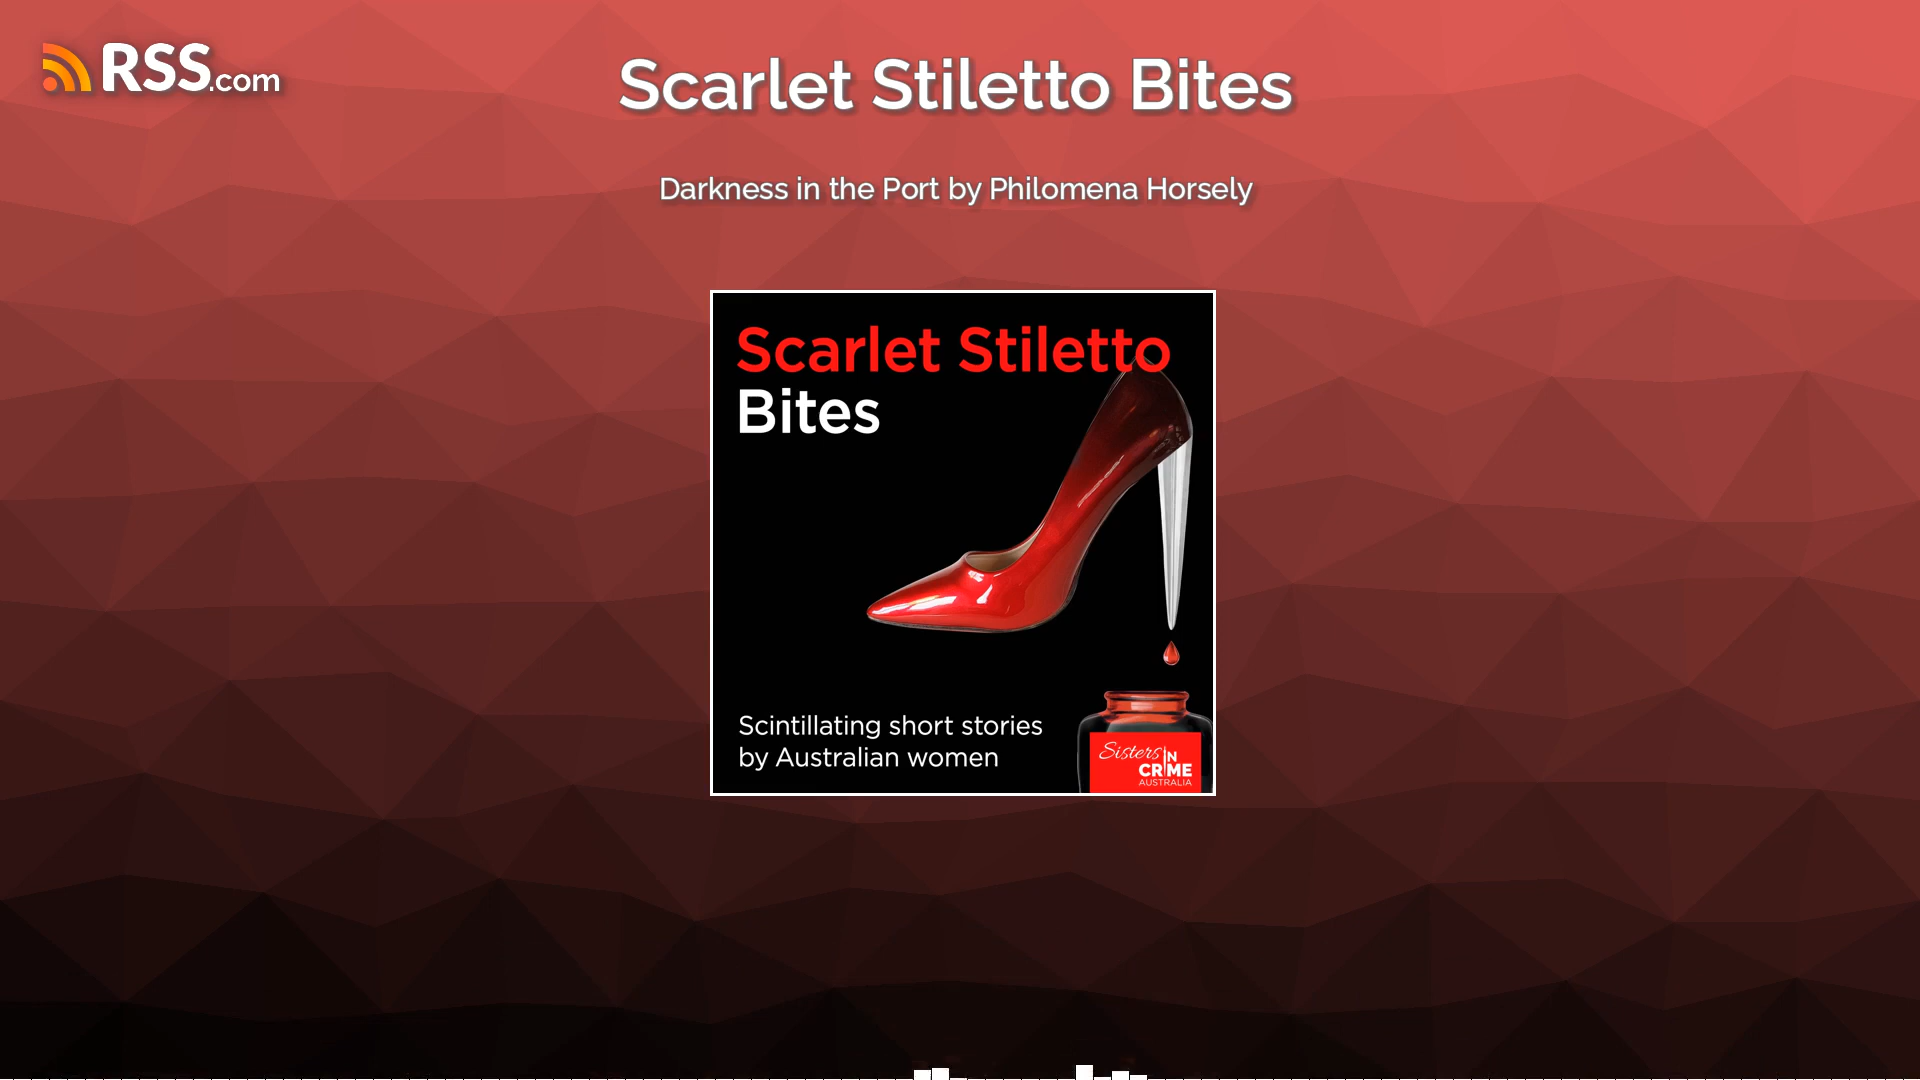 RSS.com
Scarlet Stiletto Bites
Darkness in the Port by Philomena Horsely
Scarlet Stiletto
Bites
Scintillating short stories
by Australian women
Sisters IN
CRIME
AUSTRALIA